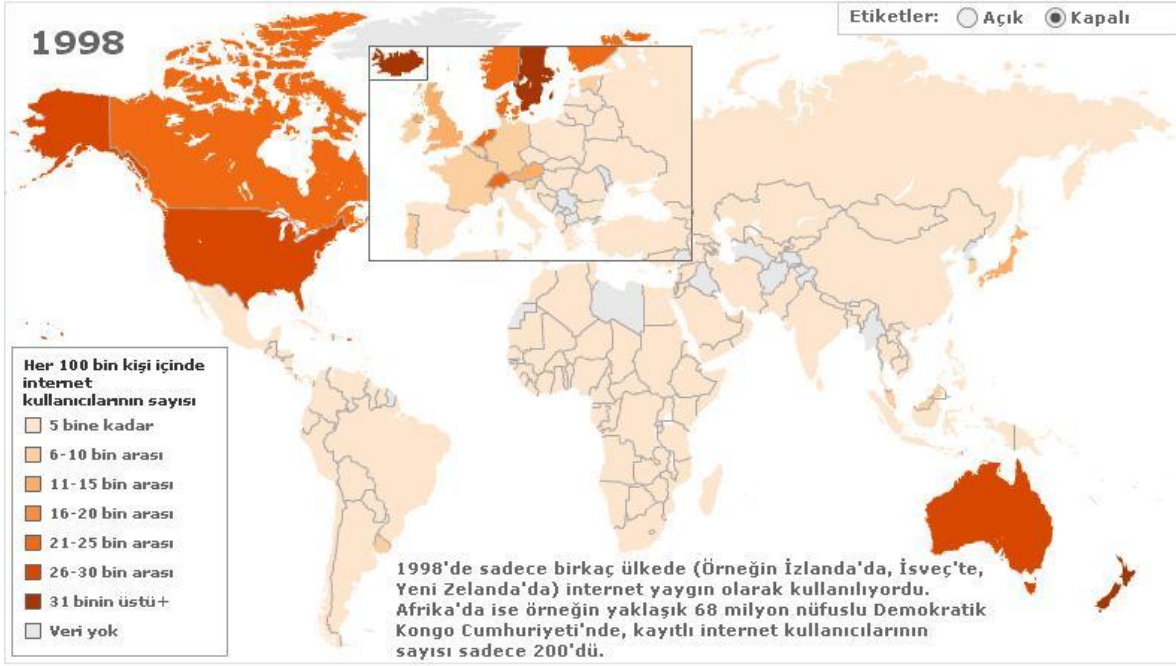 1998
Etiketler: Açık Kapalı
Her 100 bin kişi içinde
internet
kullanıcılarının sayısı
5 bine kadar
6-10 bin arası
11-15 bin arası
16-20 bin arası
21-25 bin arası
26-30 bin arası
31 binin üstü+
Veri yok
1998'de sadece birkaç ülkede (Örneğin İzlanda'da, İsveç'te,
Yeni Zelanda'da) internet yaygın olarak kullanılıyordu.
Afrika'da ise örneğin yaklaşık 68 milyon nüfuslu Demokratik
Kongo Cumhuriyeti'nde, kayıtlı internet kullanıcılarının
sayısı sadece 200'dü.